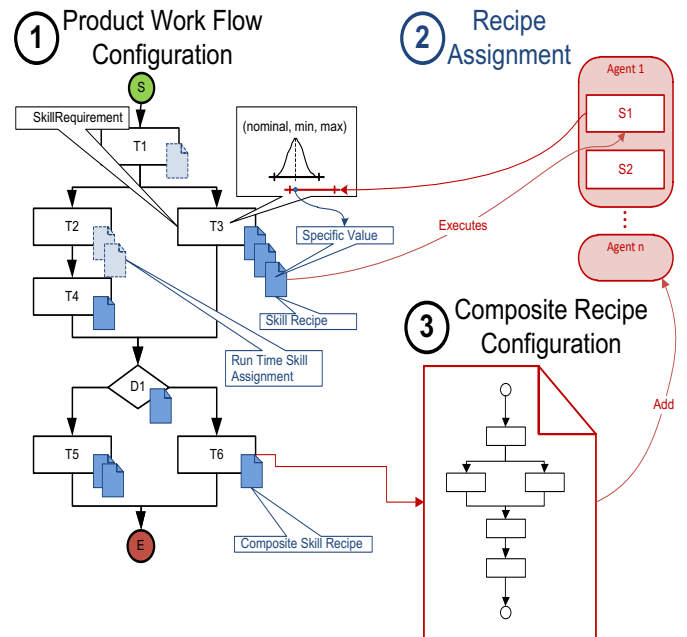 1
Product Work Flow
Configuration
2
Recipe
Assignment
Agent 1
S
SkillRequirement
S1
(nominal, min, max)
T1
S2
T2
T3
Specific Value
Executes
Agent n
T4
Skill Recipe
3
Composite Recipe
Configuration
Run Time Skill
Assignment
D1
Add
T5
T6
E
Composite Skill Recipe